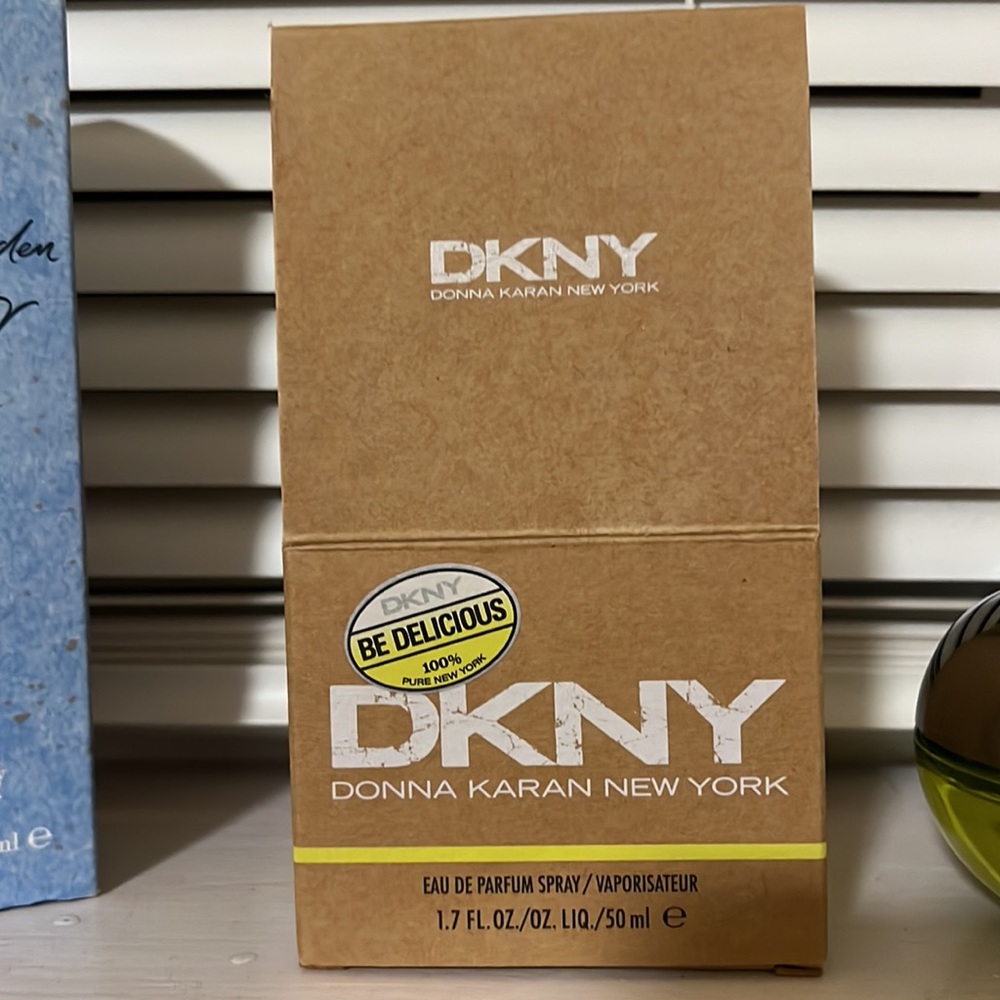 DKNY
DONNA KARAN NEW YORK
DKNY
BE DELICIOUS
100%
PURE NEW YORK
DKNY
DONNA KARAN NEW YORK
EAU DE PARFUM SPRAY/VAPORISATEUR
1.7 FL.OZ./OZ. LIQ./50 ml e